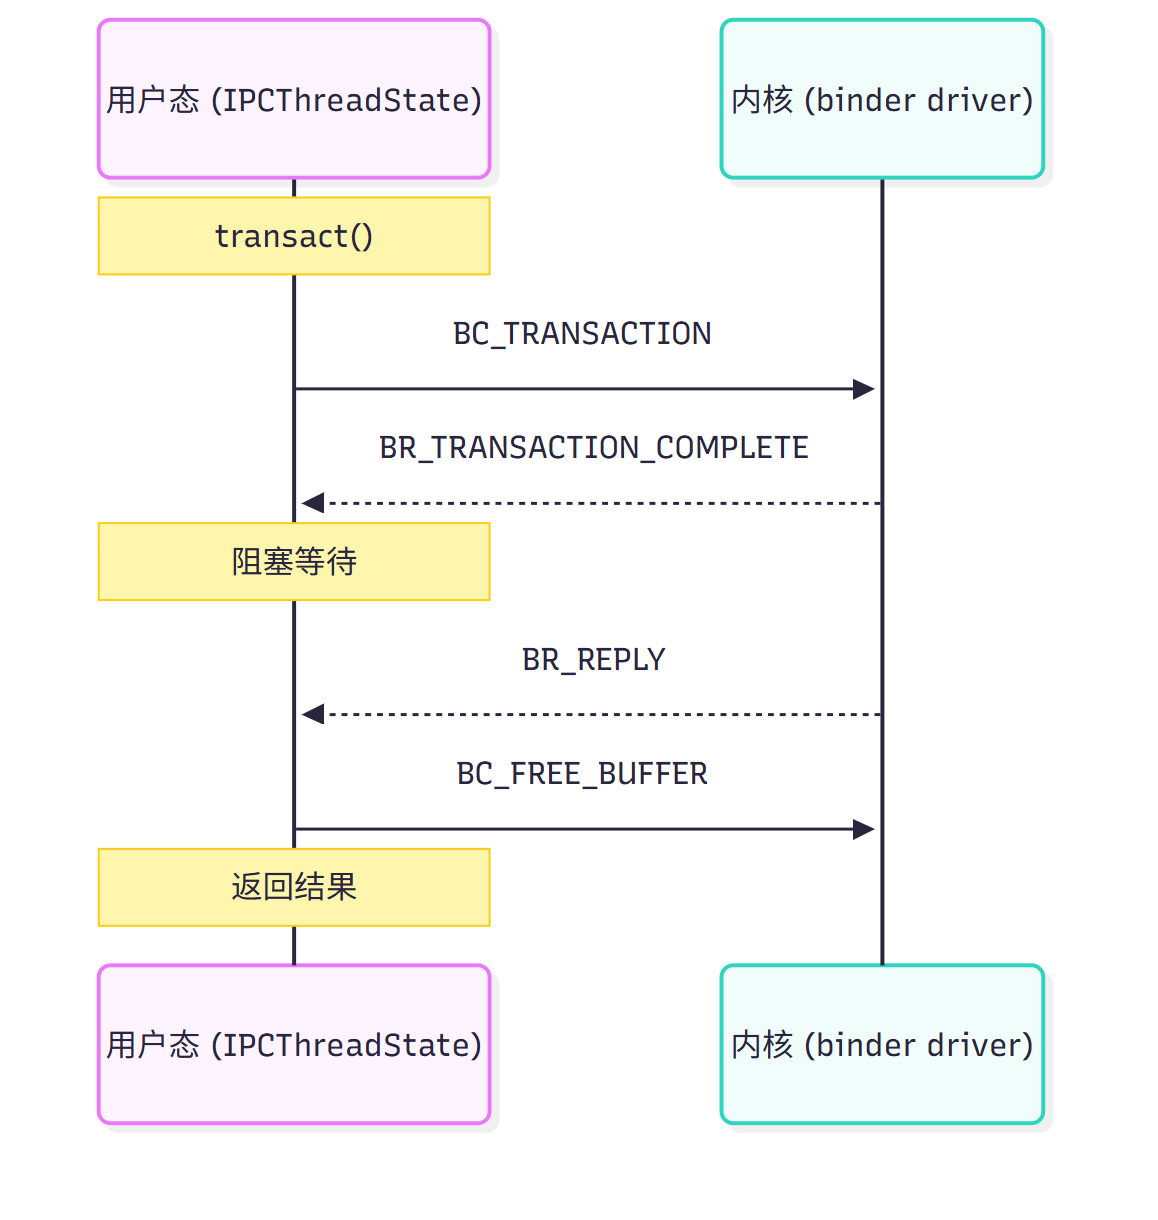 用户态 (IPCThreadState)
内核 (binder driver)
transact()
BC_TRANSACTION
BR_TRANSACTION_COMPLETE
阻塞等待
BR_REPLY
BC_FREE_BUFFER
返回结果
用户态 (IPCThreadState)
内核 (binder driver)